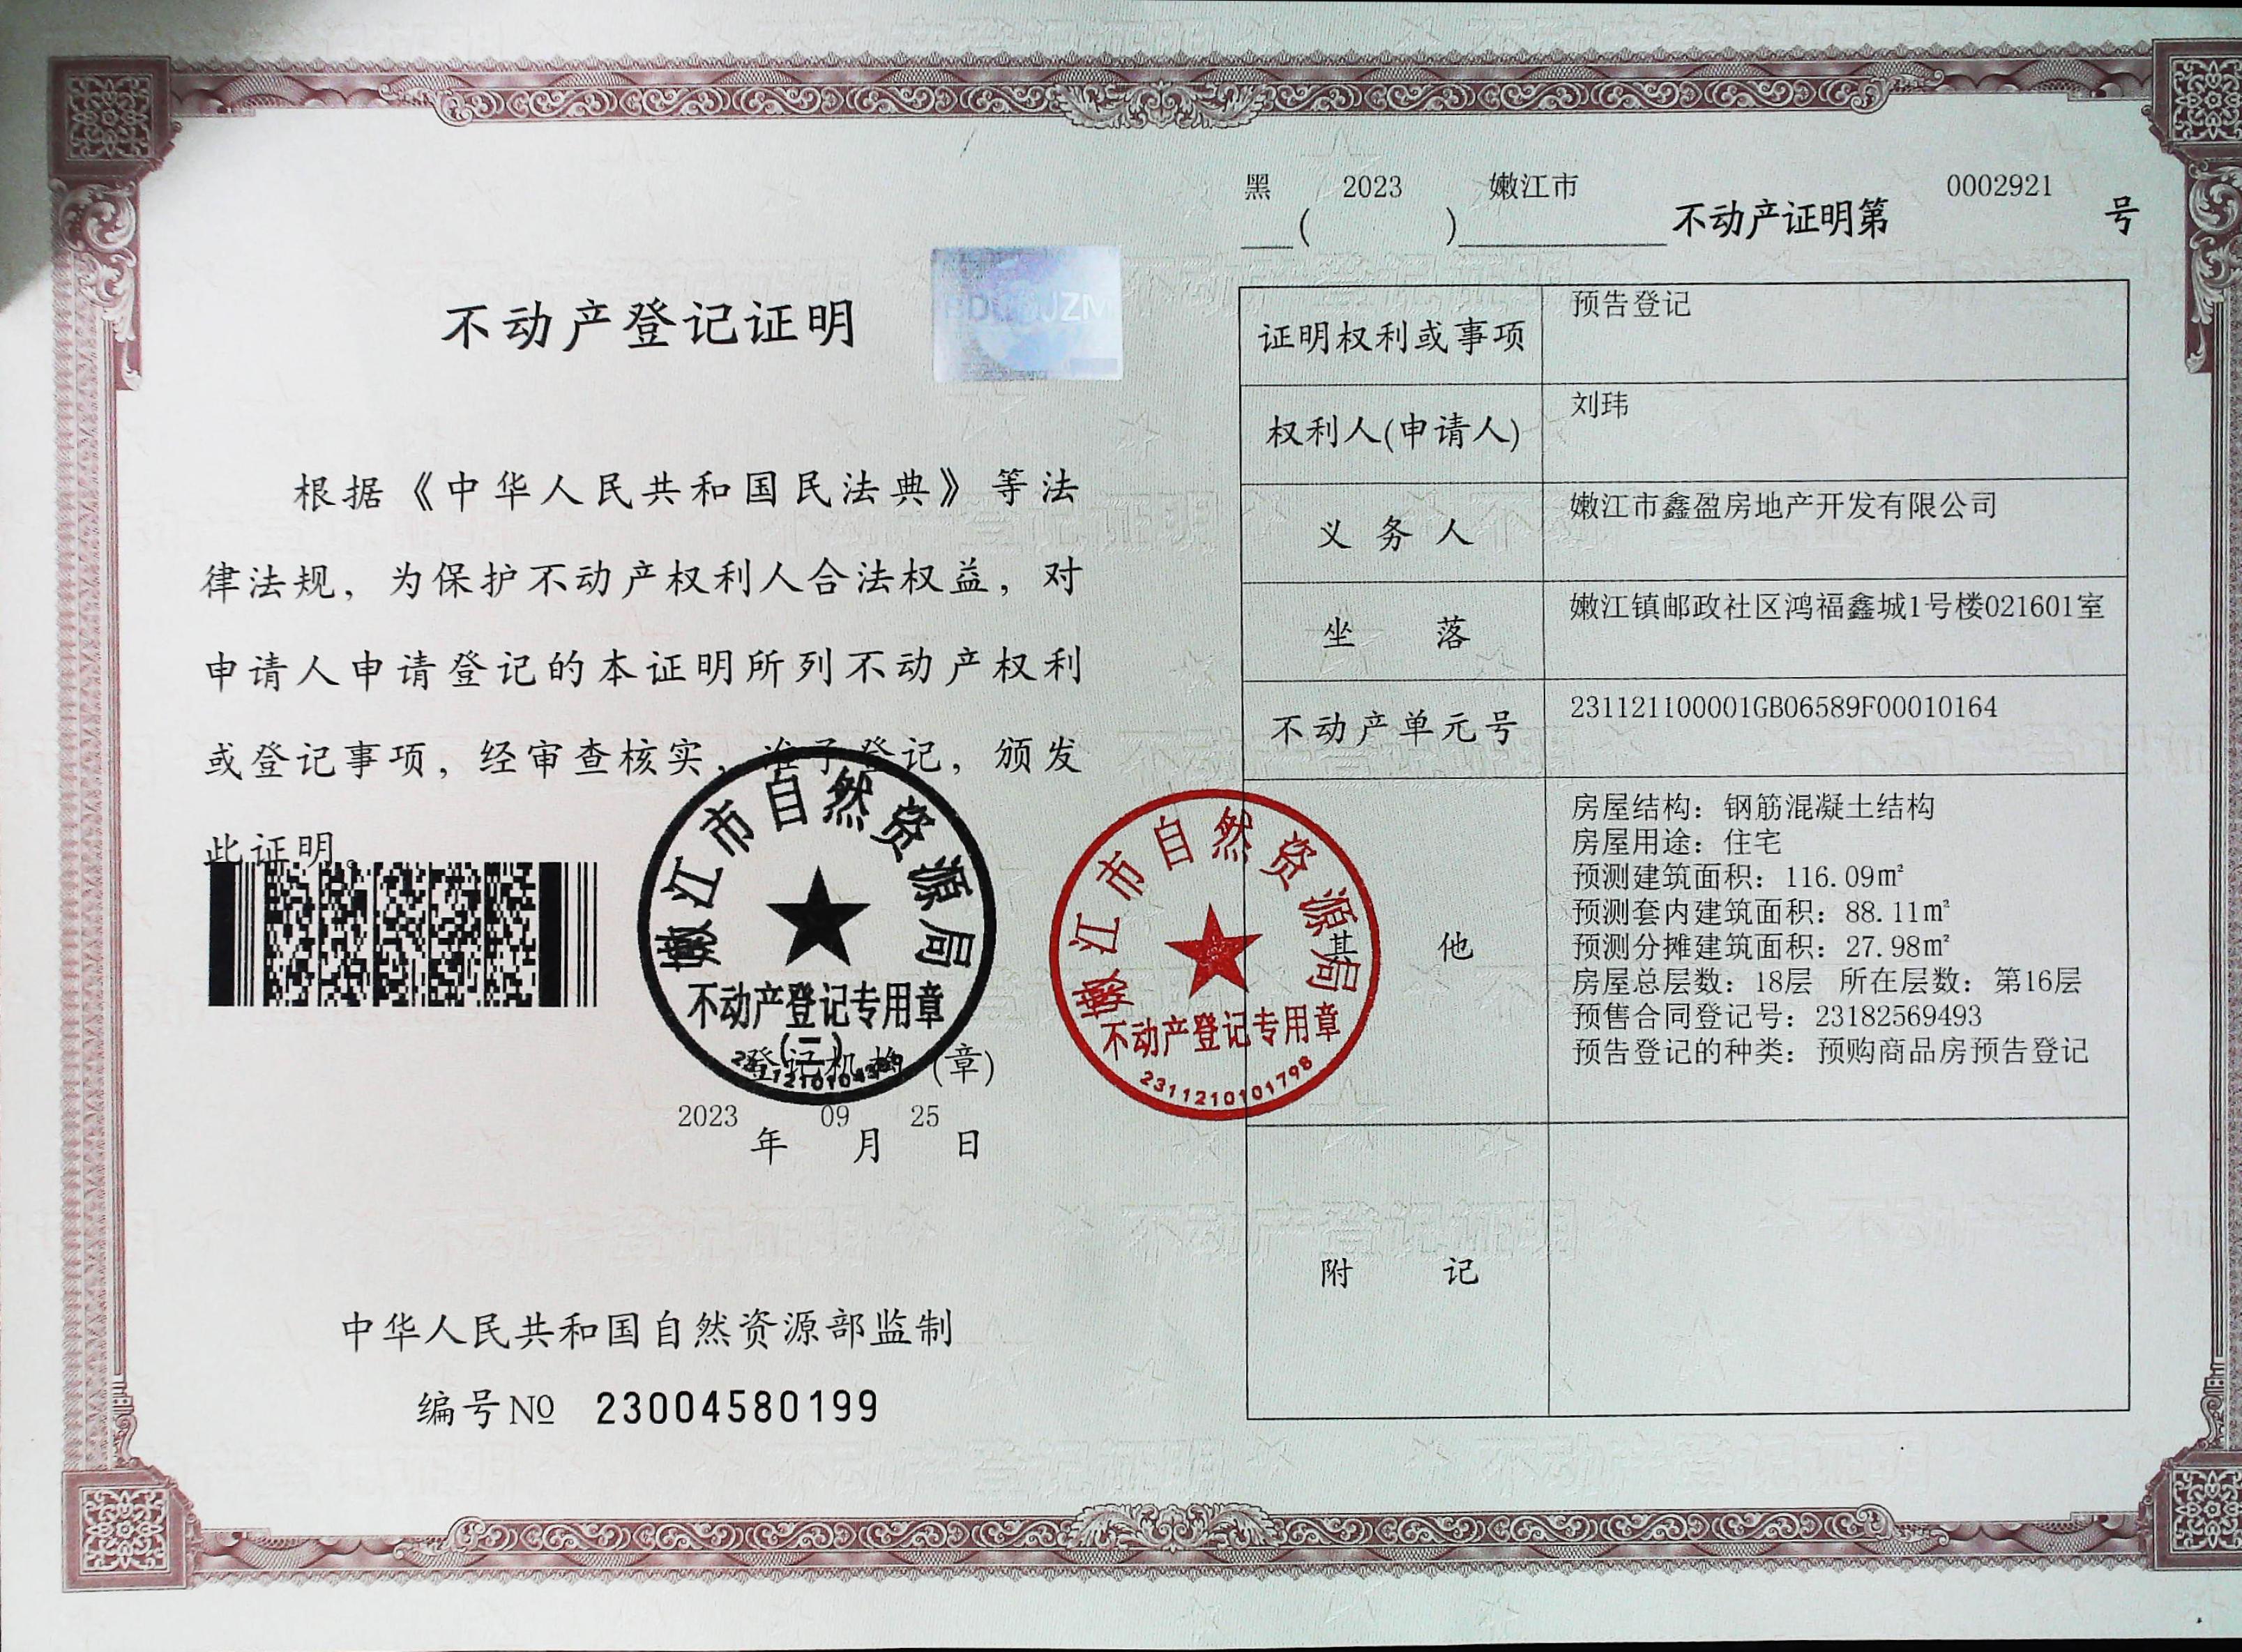 不动产登记证明
根据《中华人民共和国民法典》等法
律法规，为保护不动产权利人合法权益，对
申请人申请登记的本证明所列不动产权利
或登记事项，经审查核实，准予登记，颁发
此证明。
嫩江市自然资源局
不动产登记专用章
(二)
登记机构 (章)
2023 年 09 月 25 日
中华人民共和国自然资源部监制
编号 № 23004580199
嫩江市自然资源局
不动产登记专用章
2311210101798
黑 ( 2023 ) 嫩江市 不动产证明第 0002921 号
证明权利或事项 预告登记
权利人(申请人) 刘玮
义务人 嫩江市鑫盈房地产开发有限公司
坐落 嫩江镇邮政社区鸿福鑫城1号楼021601室
不动产单元号 231121100001GB06589F00010164
其他
房屋结构：钢筋混凝土结构
房屋用途：住宅
预测建筑面积：116.09㎡
预测套内建筑面积：88.11㎡
预测分摊建筑面积：27.98㎡
房屋总层数：18层 所在层数：第16层
预售合同登记号：23182569493
预告登记的种类：预购商品房预告登记
附记